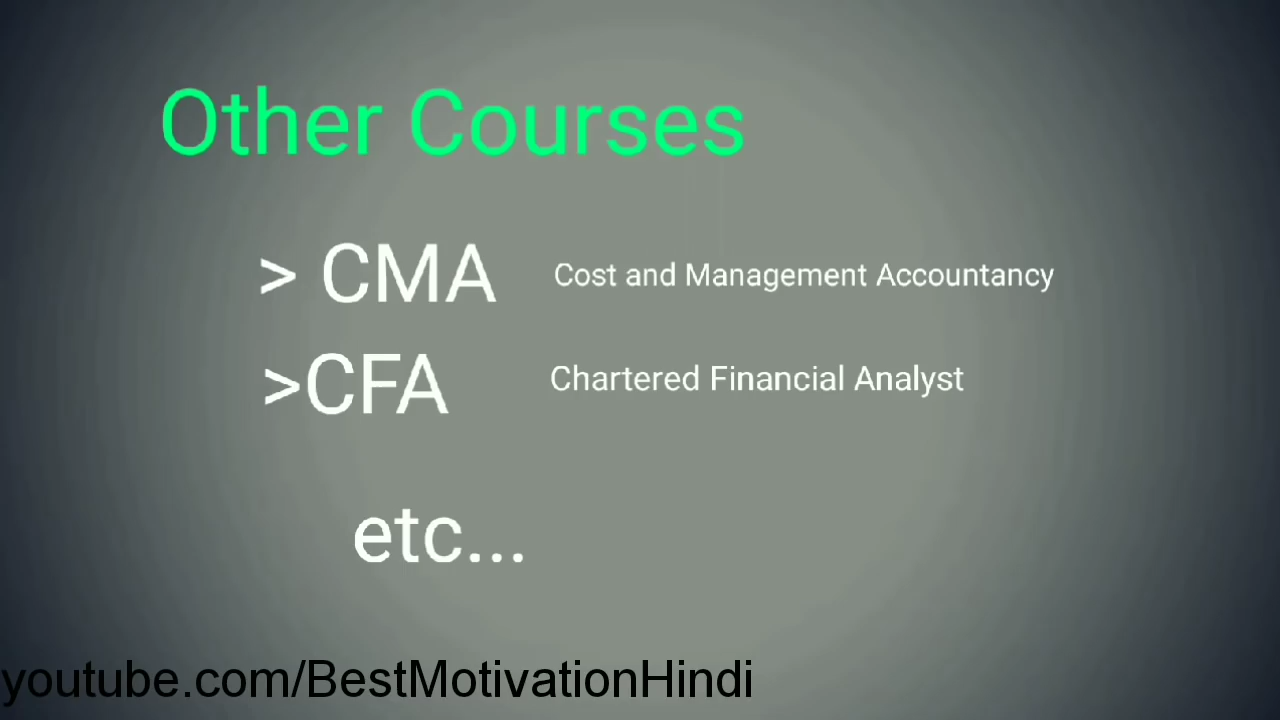 Other Courses
> CMA Cost and Management Accountancy
>CFA Chartered Financial Analyst
etc...
youtube.com/BestMotivationHindi